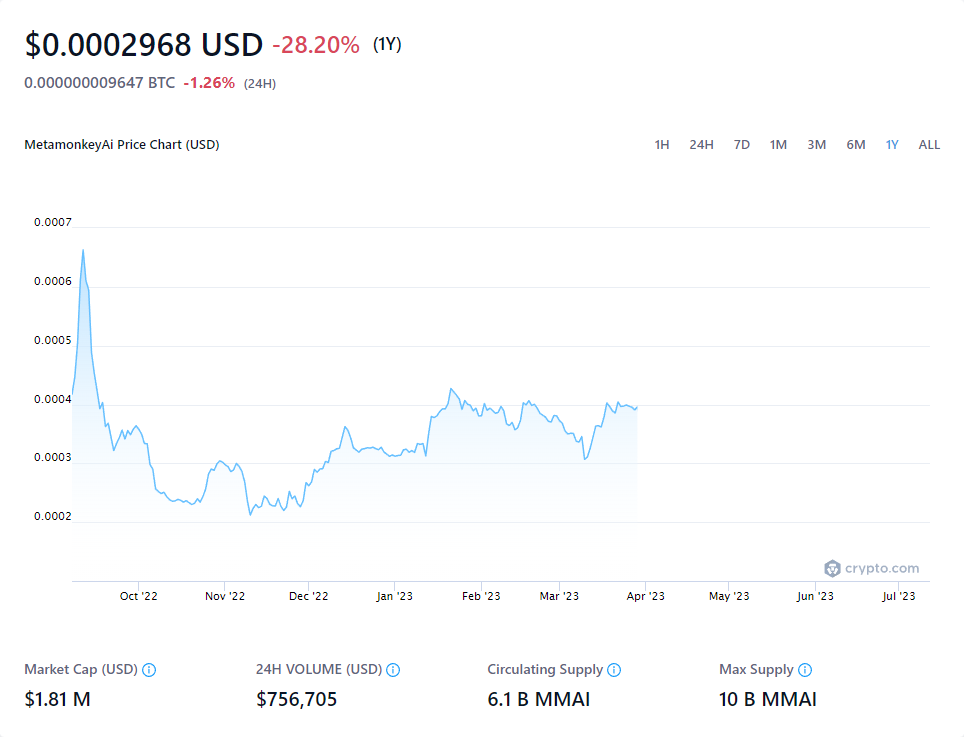 $0.0002968 USD -28.20% (1Y)
0.000000009647 BTC -1.26% (24H)
MetamonkeyAi Price Chart (USD) 1H 24H 7D 1M 3M 6M 1Y ALL
0.0007
0.0006
0.0005
0.0004
0.0003
0.0002
crypto.com
Oct '22 Nov '22 Dec '22 Jan '23 Feb '23 Mar '23 Apr '23 May '23 Jun '23 Jul '23
Market Cap (USD) 24H VOLUME (USD) Circulating Supply Max Supply
$1.81 M $756,705 6.1 B MMAI 10 B MMAI